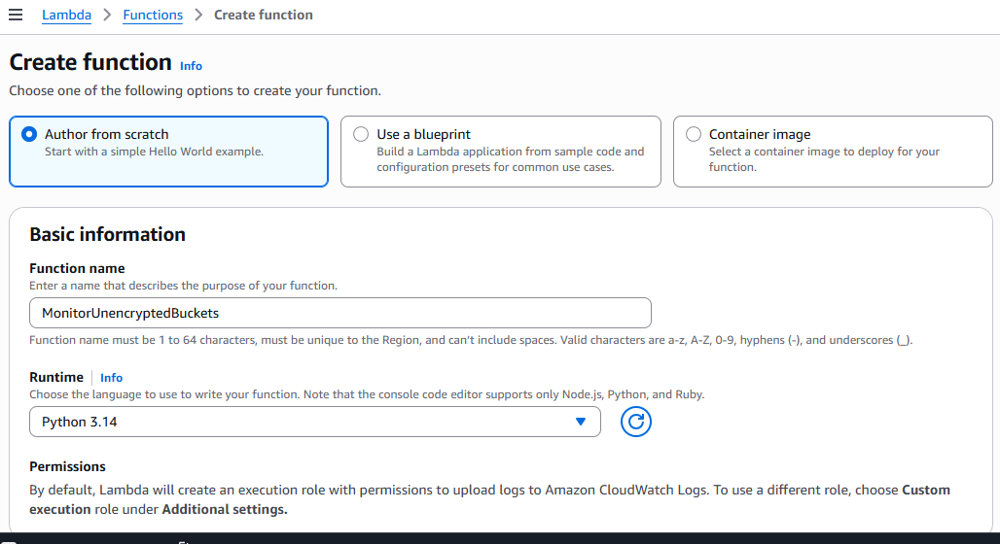 Lambda > Functions > Create function
Create function Info
Choose one of the following options to create your function.
Author from scratch
Start with a simple Hello World example.
Use a blueprint
Build a Lambda application from sample code and
configuration presets for common use cases.
Container image
Select a container image to deploy for your
function.
Basic information
Function name
Enter a name that describes the purpose of your function.
MonitorUnencryptedBuckets
Function name must be 1 to 64 characters, must be unique to the Region, and can't include spaces. Valid characters are a-z, A-Z, 0-9, hyphens (-), and underscores (_).
Runtime Info
Choose the language to use to write your function. Note that the console code editor supports only Node.js, Python, and Ruby.
Python 3.14
Permissions
By default, Lambda will create an execution role with permissions to upload logs to Amazon CloudWatch Logs. To use a different role, choose Custom
execution role under Additional settings.